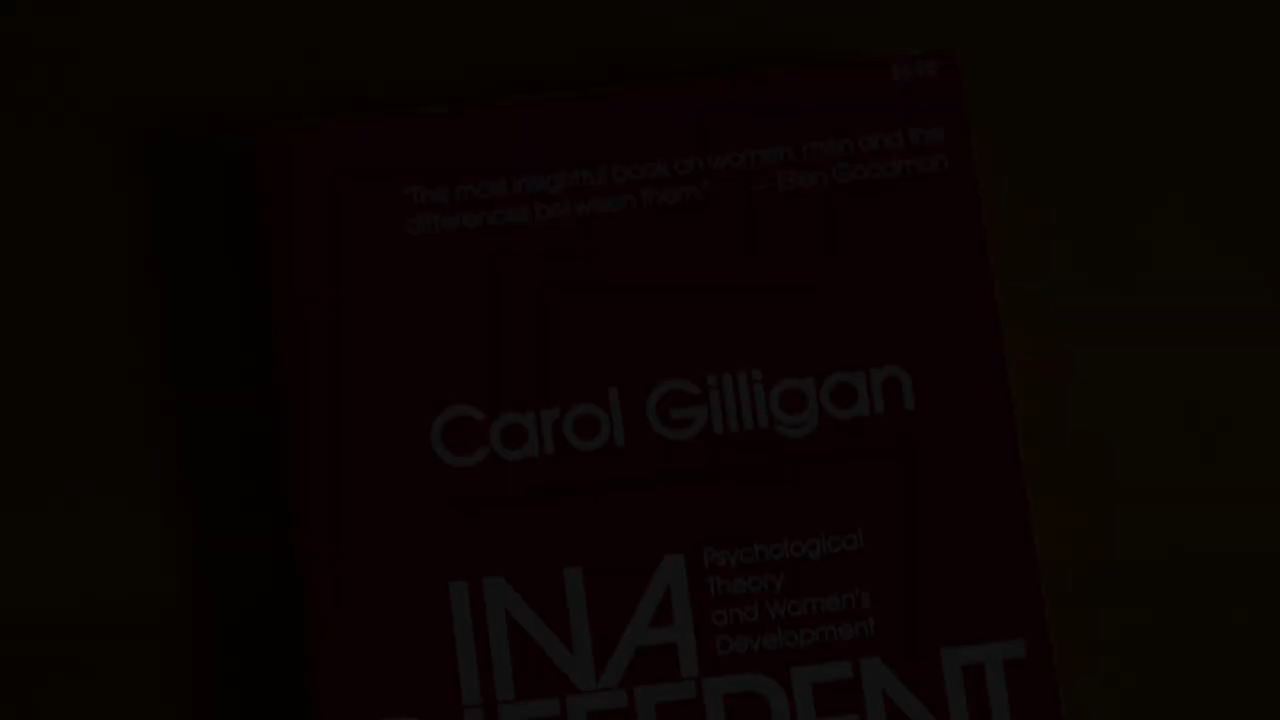 "The most insightful book on women, men and the
differences between them." —Ellen Goodman
Carol Gilligan
IN A
Psychological
Theory
and Women's
Development
DIFFERENT